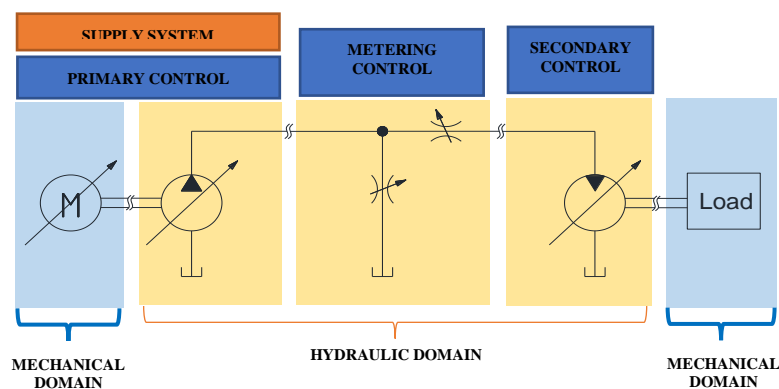 SUPPLY SYSTEM
PRIMARY CONTROL
METERING
CONTROL
SECONDARY
CONTROL
M
Load
MECHANICAL
DOMAIN
HYDRAULIC DOMAIN
MECHANICAL
DOMAIN